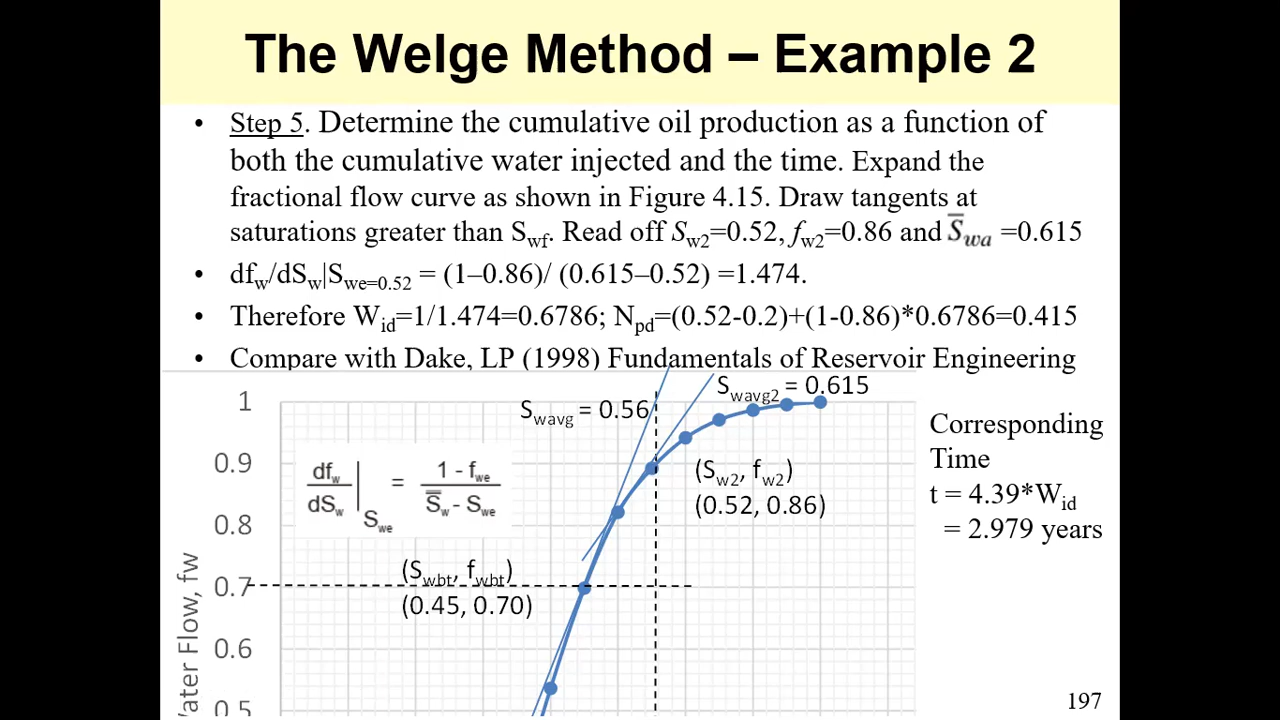 The Welge Method – Example 2
• Step 5. Determine the cumulative oil production as a function of
both the cumulative water injected and the time. Expand the
fractional flow curve as shown in Figure 4.15. Draw tangents at
saturations greater than Swf. Read off Sw2=0.52, fw2=0.86 and S̅wa =0.615
• dfw/dSw|Swe=0.52 = (1–0.86)/ (0.615–0.52) =1.474.
• Therefore Wid=1/1.474=0.6786; Npd=(0.52-0.2)+(1-0.86)*0.6786=0.415
• Compare with Dake, LP (1998) Fundamentals of Reservoir Engineering
Swavg2 = 0.615
Swavg = 0.56
1
Corresponding
Time
t = 4.39*Wid
= 2.979 years
0.9
dfw/dSw|Swe = (1 - fwe)/(S̅w - Swe)
(Sw2, fw2)
(0.52, 0.86)
0.8
(Swbt, fwbt)
(0.45, 0.70)
0.7
0.6
0.5
Water Flow, fw
197